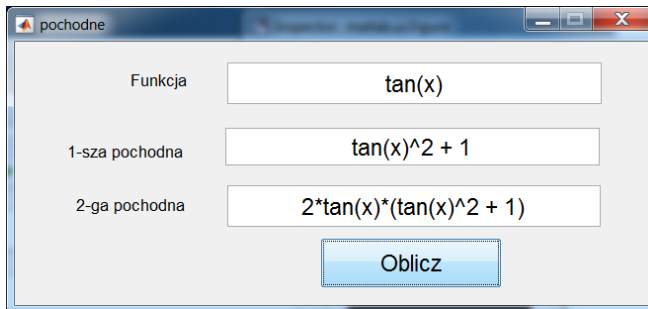 pochodne
Funkcja
tan(x)
1-sza pochodna
tan(x)^2 + 1
2-ga pochodna
2*tan(x)*(tan(x)^2 + 1)
Oblicz